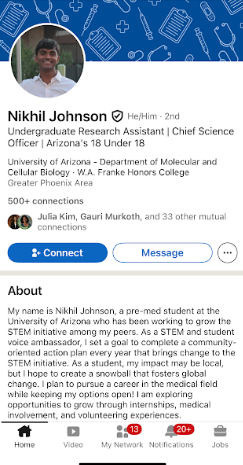 Nikhil Johnson He/Him · 2nd
Undergraduate Research Assistant | Chief Science
Officer | Arizona's 18 Under 18
University of Arizona - Department of Molecular and
Cellular Biology · W.A. Franke Honors College
Greater Phoenix Area
500+ connections
Julia Kim, Gauri Murkoth, and 33 other mutual
connections
Connect
Message
About
My name is Nikhil Johnson, a pre-med student at the
University of Arizona who has been working to grow the
STEM initiative among my peers. As a STEM and student
voice ambassador, I set a goal to complete a community-
oriented action plan every year that brings change to the
STEM initiative. As a student, my impact may be local,
but I hope to create a snowball that fosters global
change. I plan to pursue a career in the medical field
while keeping my options open! I am exploring
opportunities to grow through internships, medical
involvement, and volunteering experiences.
13
20+
Home
Video
My Network
Notifications
Jobs